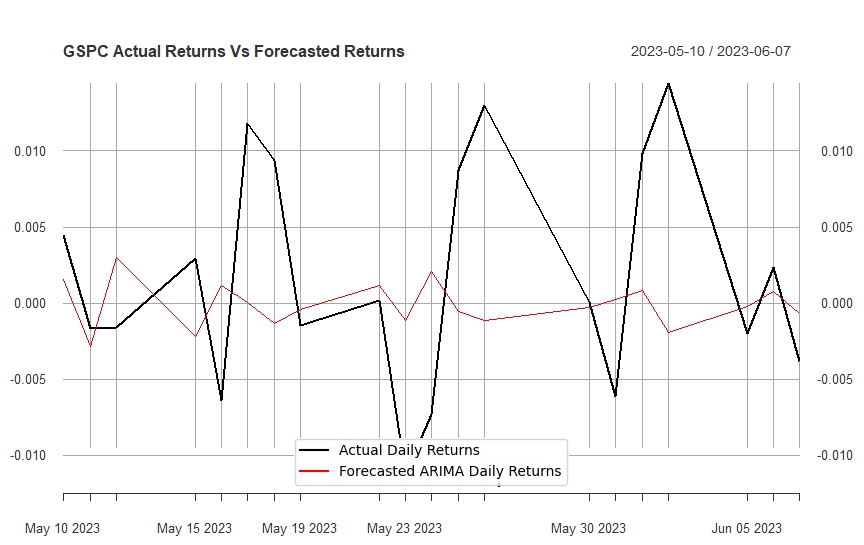 GSPC Actual Returns Vs Forecasted Returns 2023-05-10 / 2023-06-07
0.010 0.010
0.005 0.005
0.000 0.000
-0.005 -0.005
-0.010 -0.010
Actual Daily Returns
Forecasted ARIMA Daily Returns
May 10 2023 May 15 2023 May 19 2023 May 23 2023 May 30 2023 Jun 05 2023